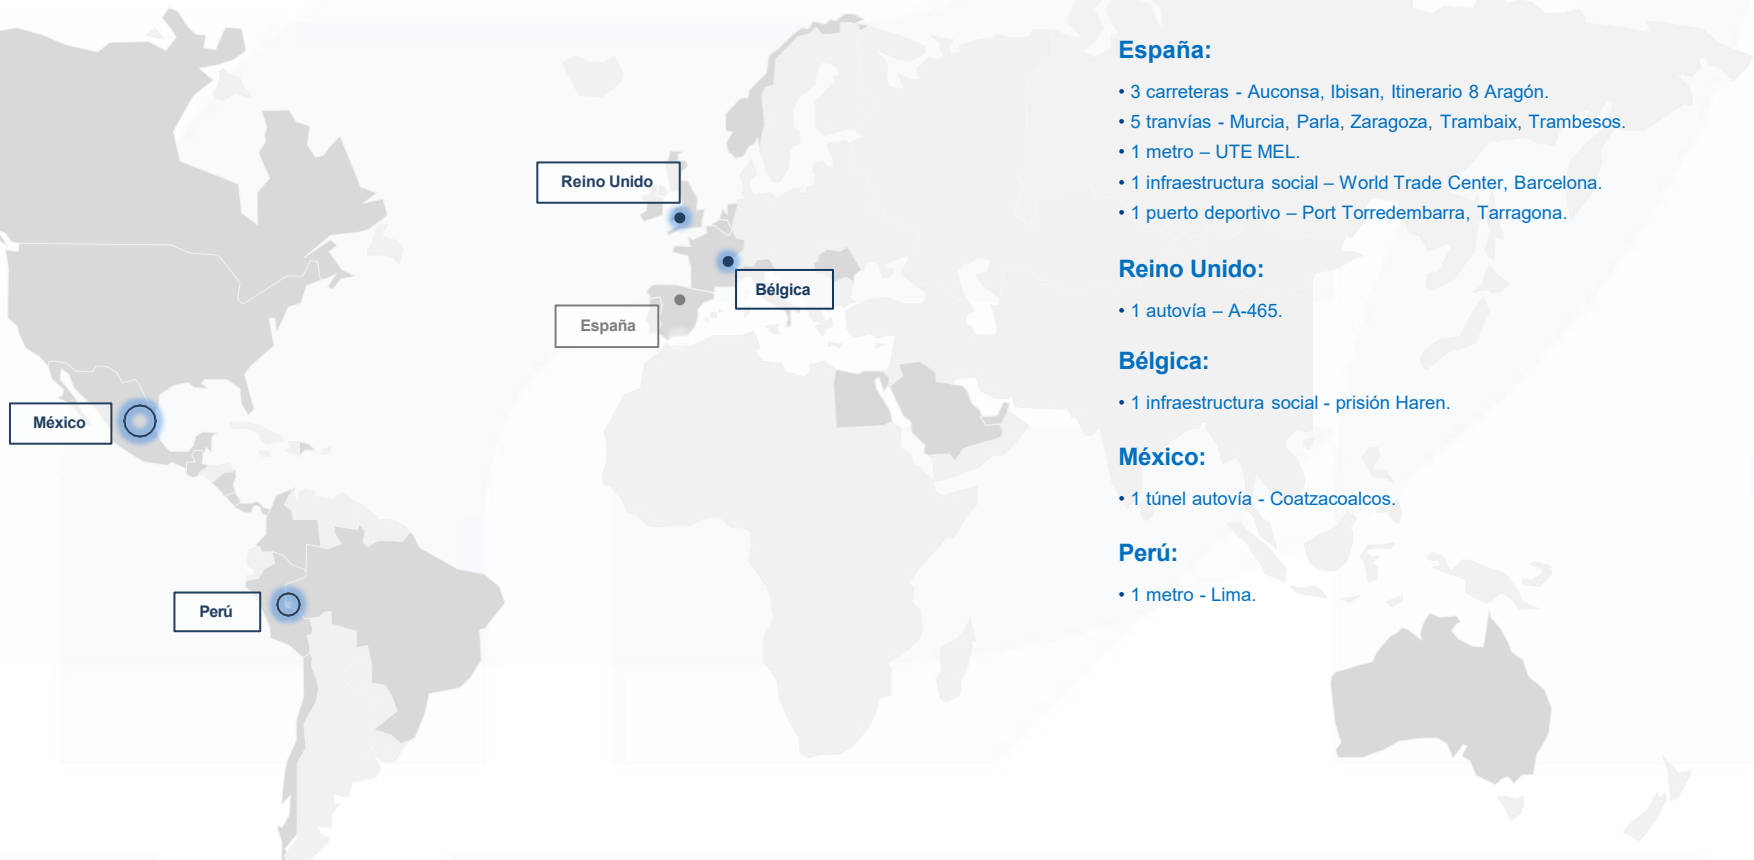 España:
• 3 carreteras - Auconsa, Ibisan, Itinerario 8 Aragón.
• 5 tranvías - Murcia, Parla, Zaragoza, Trambaix, Trambesos.
• 1 metro – UTE MEL.
• 1 infraestructura social – World Trade Center, Barcelona.
• 1 puerto deportivo – Port Torredembarra, Tarragona.
Reino Unido:
• 1 autovía – A-465.
Bélgica:
• 1 infraestructura social - prisión Haren.
México:
• 1 túnel autovía - Coatzacoalcos.
Perú:
• 1 metro - Lima.
Reino Unido
Bélgica
España
México
Perú